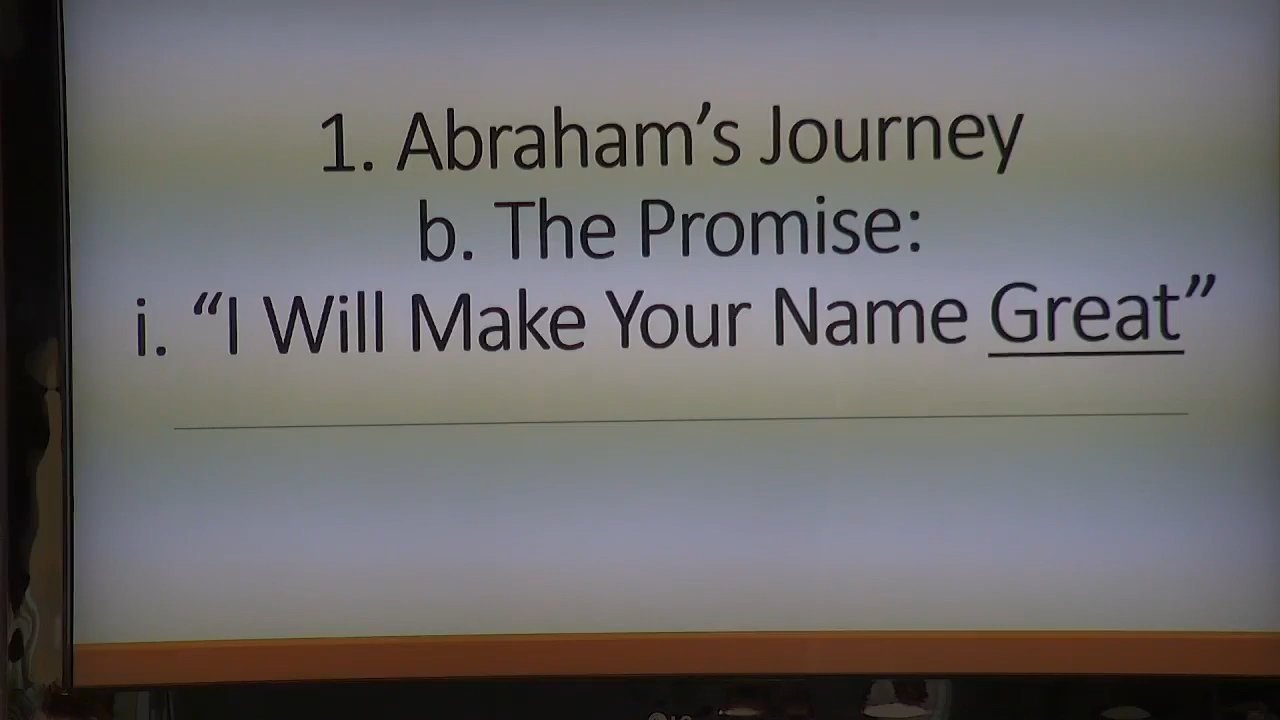 1. Abraham’s Journey
b. The Promise:
i. “I Will Make Your Name Great”